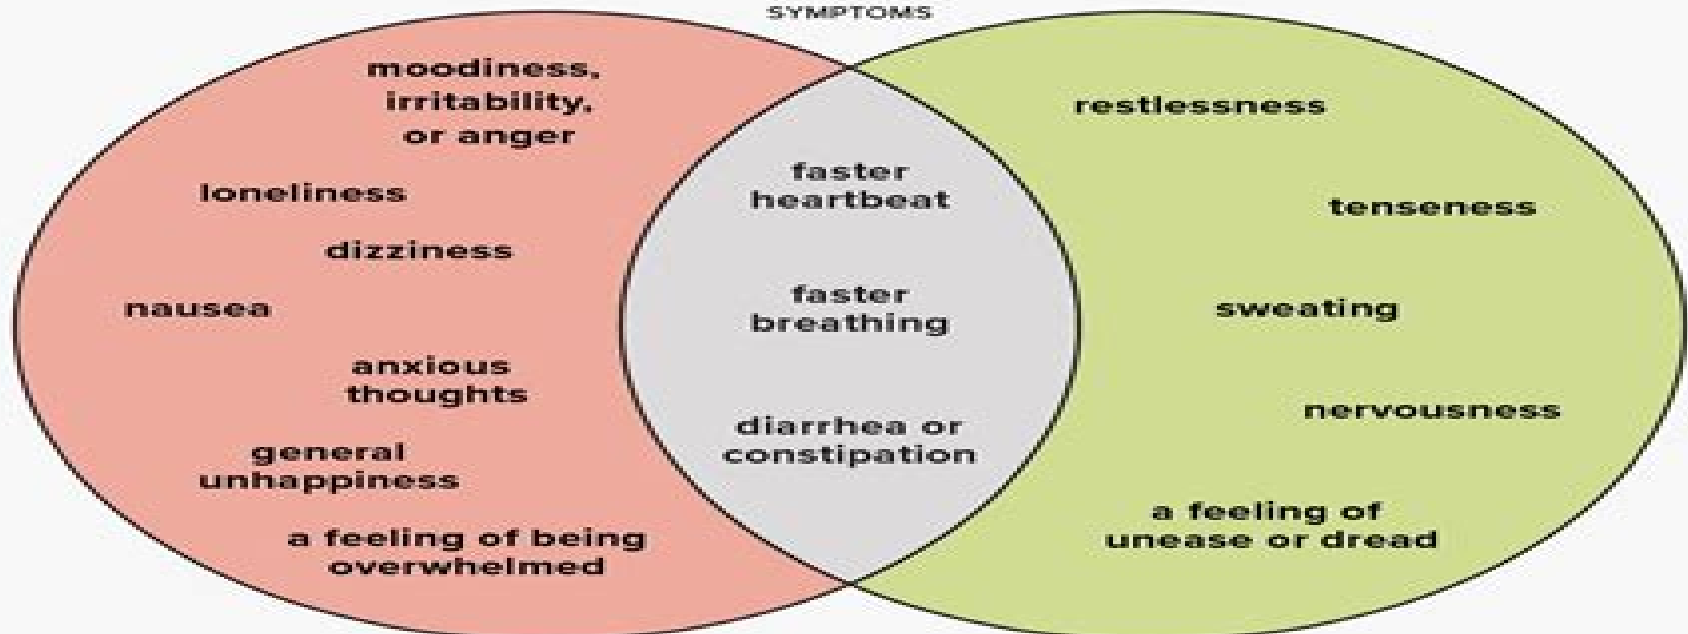 SYMPTOMS
moodiness,
irritability,
or anger
loneliness
dizziness
nausea
anxious
thoughts
general
unhappiness
a feeling of being
overwhelmed
faster
heartbeat
faster
breathing
diarrhea or
constipation
restlessness
tenseness
sweating
nervousness
a feeling of
unease or dread